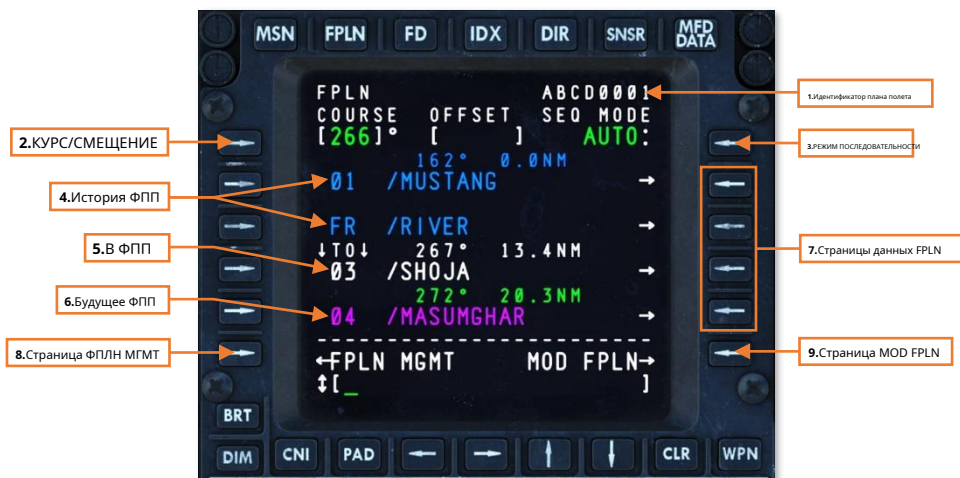 MSN FPLN FD IDX DIR SNSR MFD DATA
FPLN ABCD0001
1.Идентификатор плана полета
COURSE OFFSET SEQ MODE
[266]° [ ] AUTO:
2.КУРС/СМЕЩЕНИЕ
3.РЕЖИМ ПОСЛЕДОВАТЕЛЬНОСТИ
162° 0.0NM
01 /MUSTANG →
4.История ФПП
FR /RIVER →
↓TO↓ 267° 13.4NM
5.В ФПП
03 /SHOJA →
7.Страницы данных FPLN
272° 20.3NM
6.Будущее ФПП
04 /MASUMGHAR →
8.Страница ФПЛН МГМТ
←FPLN MGMT MOD FPLN→
9.Страница MOD FPLN
↕[_ ]
BRT
DIM CNI PAD ← → ↑ ↓ CLR WPN